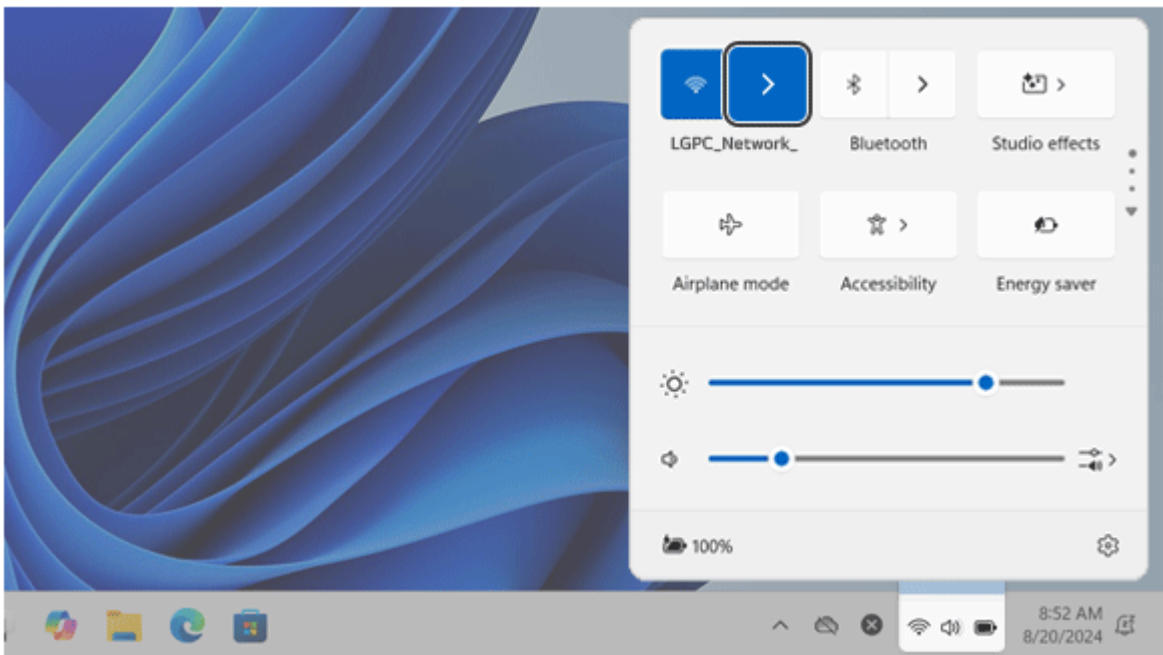 LGPC_Network_
Bluetooth
Studio effects
Airplane mode
Accessibility
Energy saver
100%
8:52 AM
8/20/2024